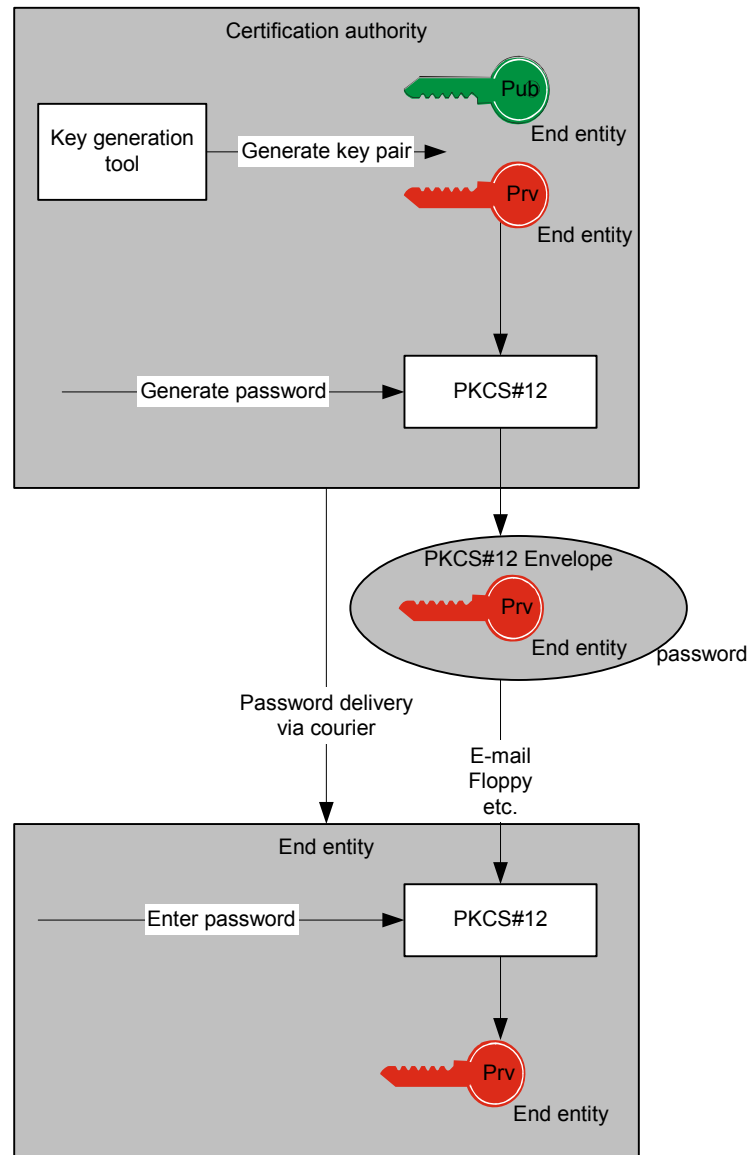 Certification authority
Pub
End entity
Key generation
tool
Generate key pair
Prv
End entity
Generate password
PKCS#12
PKCS#12 Envelope
Prv
End entity
password
Password delivery
via courier
E-mail
Floppy
etc.
End entity
Enter password
PKCS#12
Prv
End entity